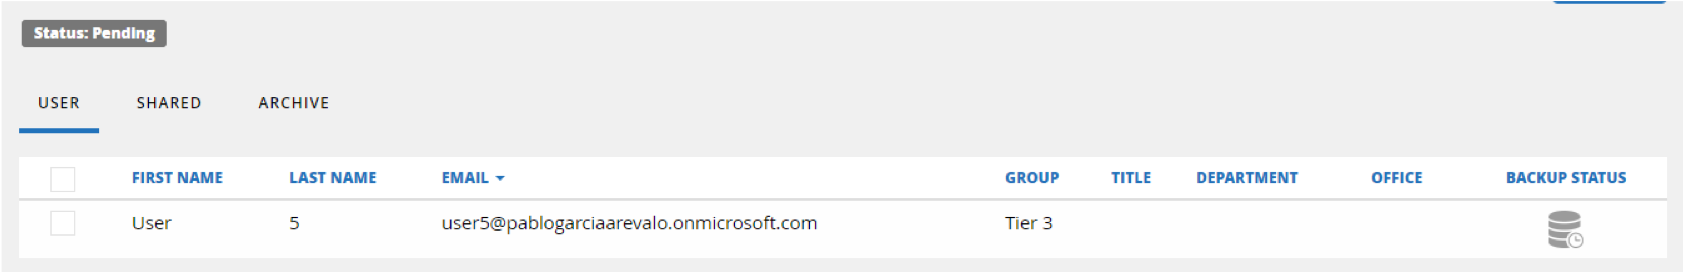 Status: Pending
USER SHARED ARCHIVE
FIRST NAME LAST NAME EMAIL GROUP TITLE DEPARTMENT OFFICE BACKUP STATUS
User 5 user5@pablogarciaarevalo.onmicrosoft.com Tier 3